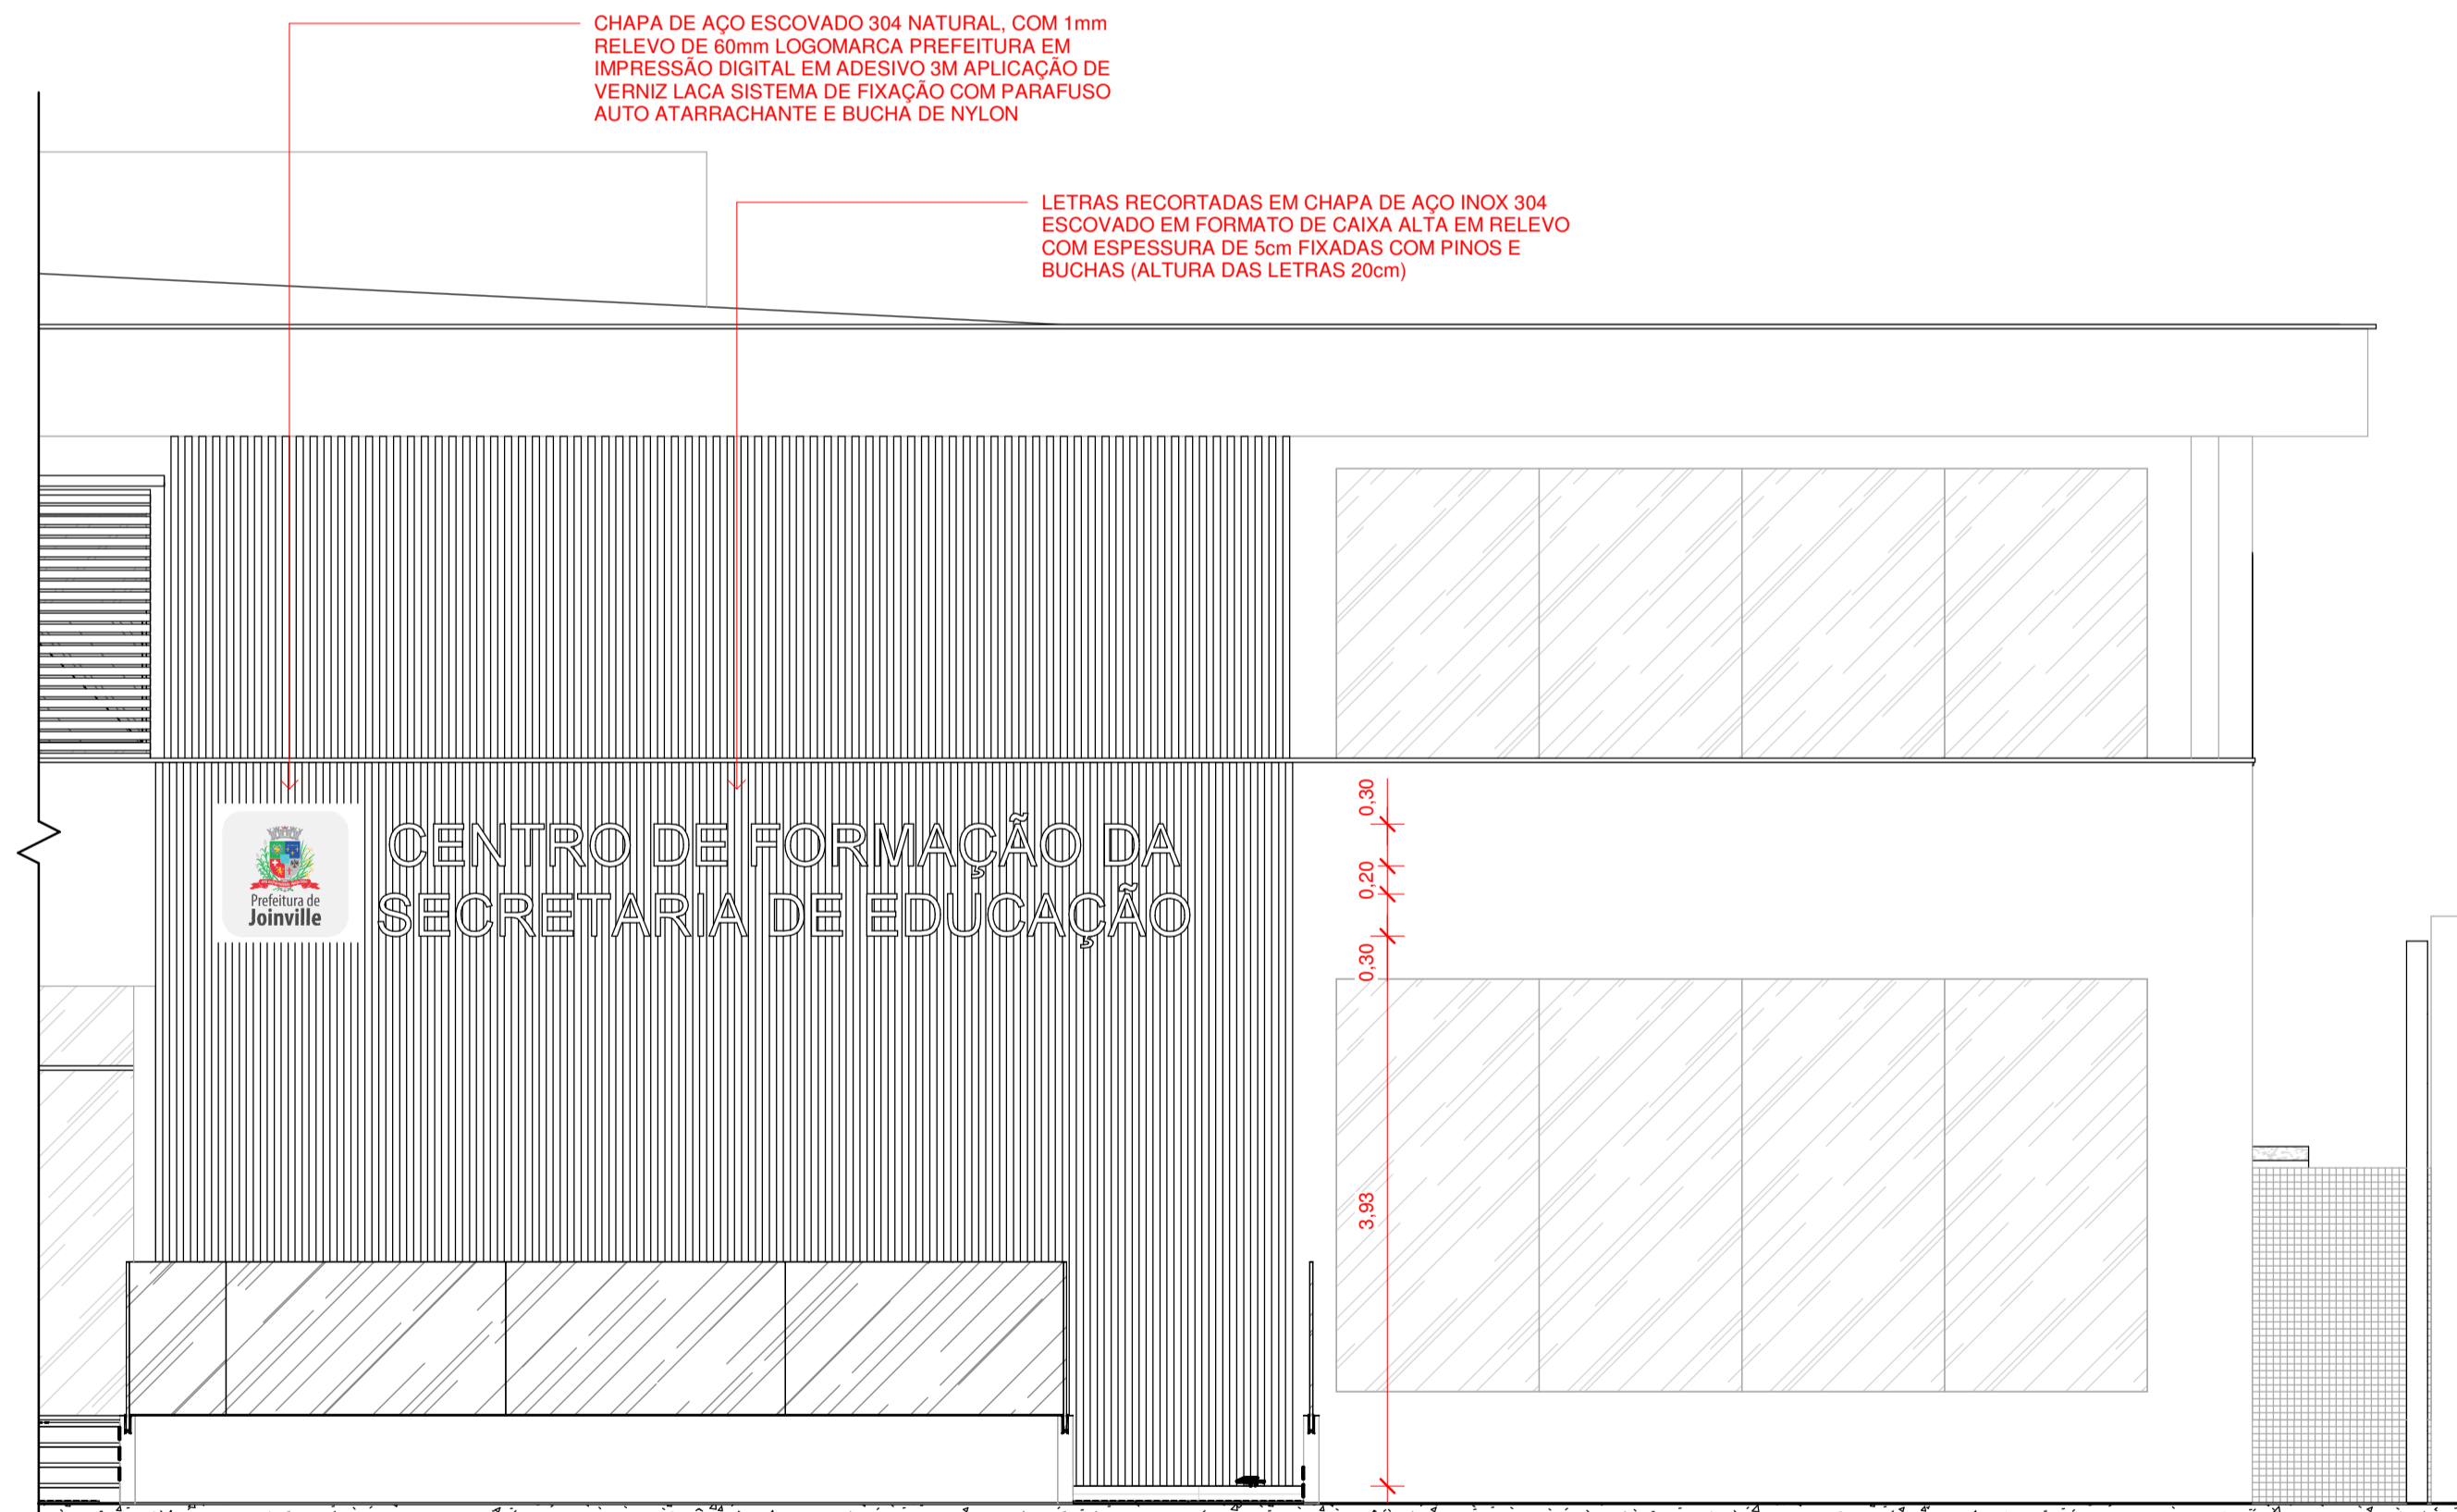 CHAPA DE AÇO ESCOVADO 304 NATURAL, COM 1mm
RELEVO DE 60mm LOGOMARCA PREFEITURA EM
IMPRESSÃO DIGITAL EM ADESIVO 3M APLICAÇÃO DE
VERNIZ LACA SISTEMA DE FIXAÇÃO COM PARAFUSO
AUTO ATARRACHANTE E BUCHA DE NYLON
LETRAS RECORTADAS EM CHAPA DE AÇO INOX 304
ESCOVADO EM FORMATO DE CAIXA ALTA EM RELEVO
COM ESPESSURA DE 5cm FIXADAS COM PINOS E
BUCHAS (ALTURA DAS LETRAS 20cm)
Prefeitura de
Joinville
CENTRO DE FORMAÇÃO DA
SECRETARIA DE EDUCAÇÃO
0,30
0,20
0,30
3,93